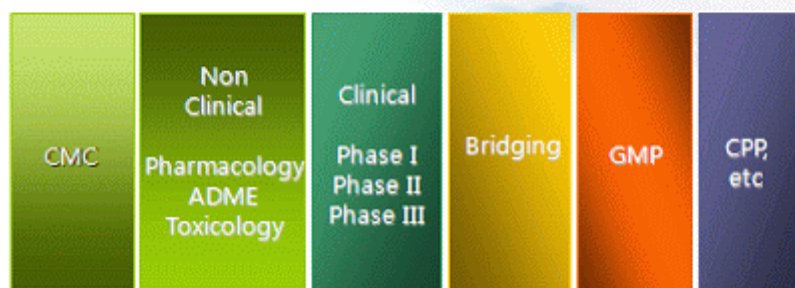 CMC
Non
Clinical
Pharmacology
ADME
Toxicology
Clinical
Phase I
Phase II
Phase III
Bridging
GMP
CPP,
etc